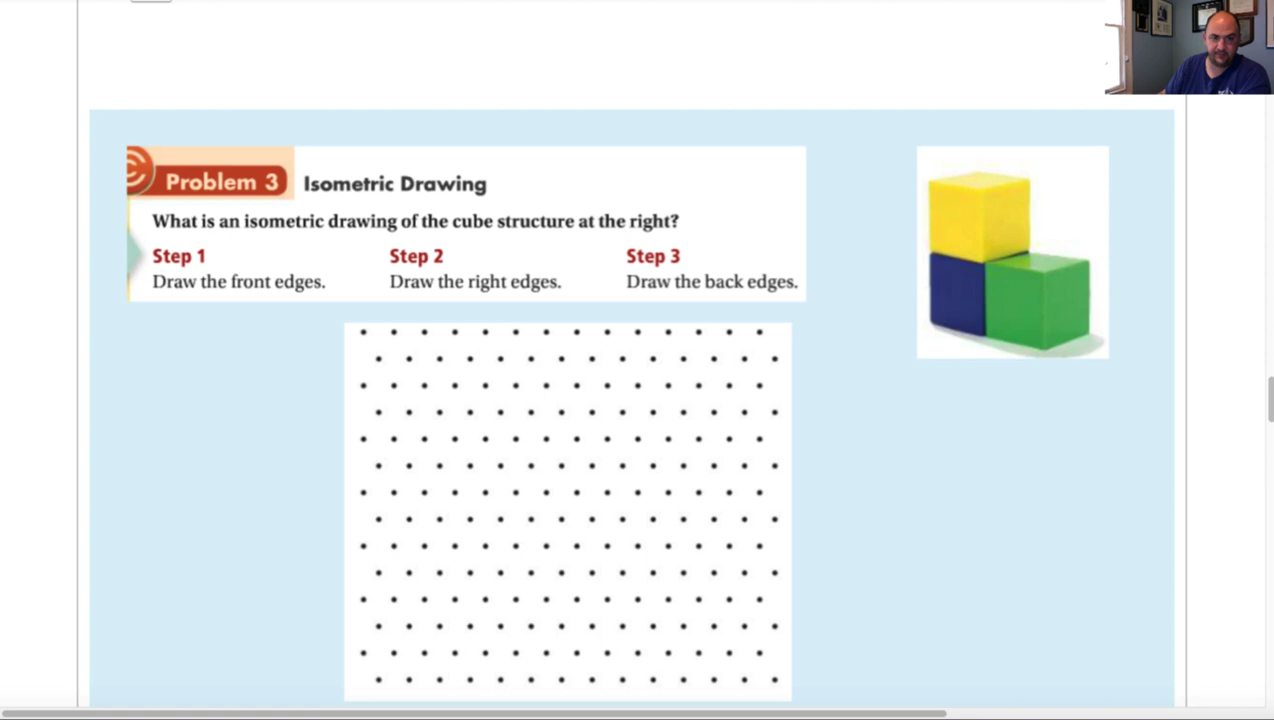 Problem 3 Isometric Drawing
What is an isometric drawing of the cube structure at the right?
Step 1 Step 2 Step 3
Draw the front edges. Draw the right edges. Draw the back edges.